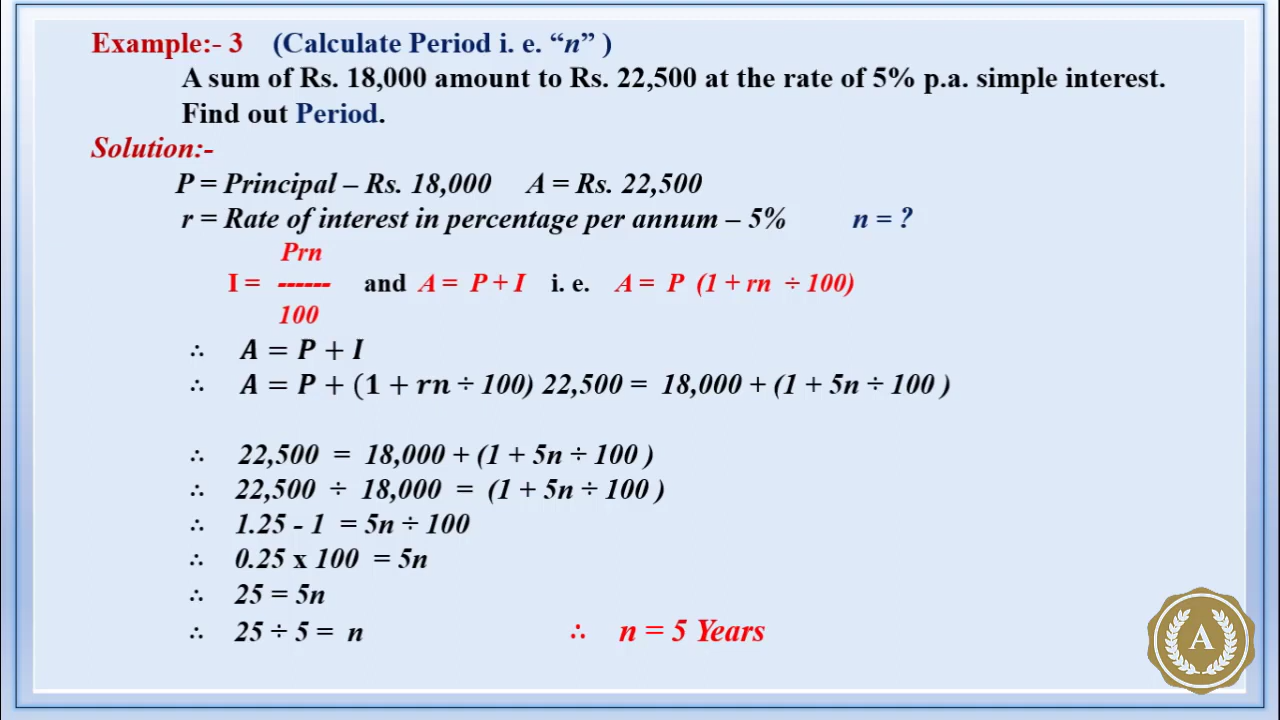 Example:- 3 (Calculate Period i. e. “n” )
A sum of Rs. 18,000 amount to Rs. 22,500 at the rate of 5% p.a. simple interest.
Find out Period.
Solution:-
P = Principal – Rs. 18,000 A = Rs. 22,500
r = Rate of interest in percentage per annum – 5% n = ?
Prn
I = ------ and A = P + I i. e. A = P (1 + rn ÷ 100)
100
∴ A = P + I
∴ A = P + (1 + rn ÷ 100) 22,500 = 18,000 + (1 + 5n ÷ 100 )
∴ 22,500 = 18,000 + (1 + 5n ÷ 100 )
∴ 22,500 ÷ 18,000 = (1 + 5n ÷ 100 )
∴ 1.25 - 1 = 5n ÷ 100
∴ 0.25 x 100 = 5n
∴ 25 = 5n
∴ 25 ÷ 5 = n ∴ n = 5 Years
A